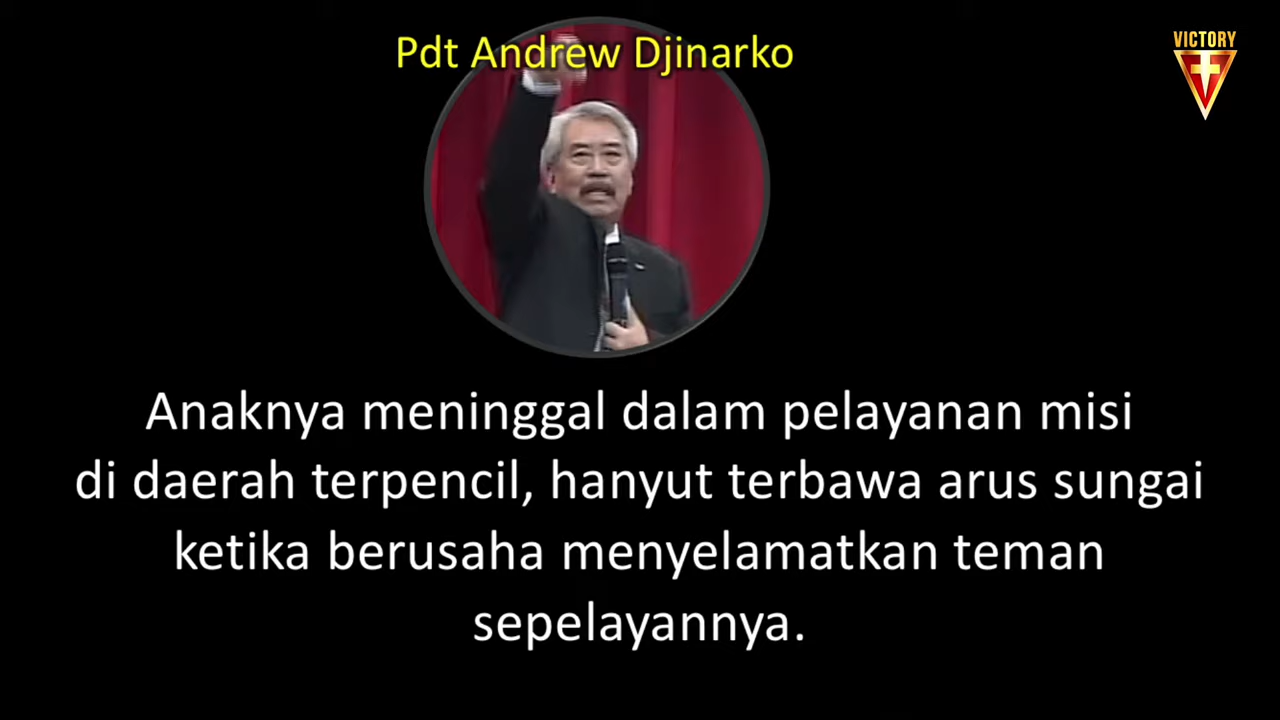 Pdt Andrew Djinarko
VICTORY
Anaknya meninggal dalam pelayanan misi
di daerah terpencil, hanyut terbawa arus sungai
ketika berusaha menyelamatkan teman
sepelayannya.